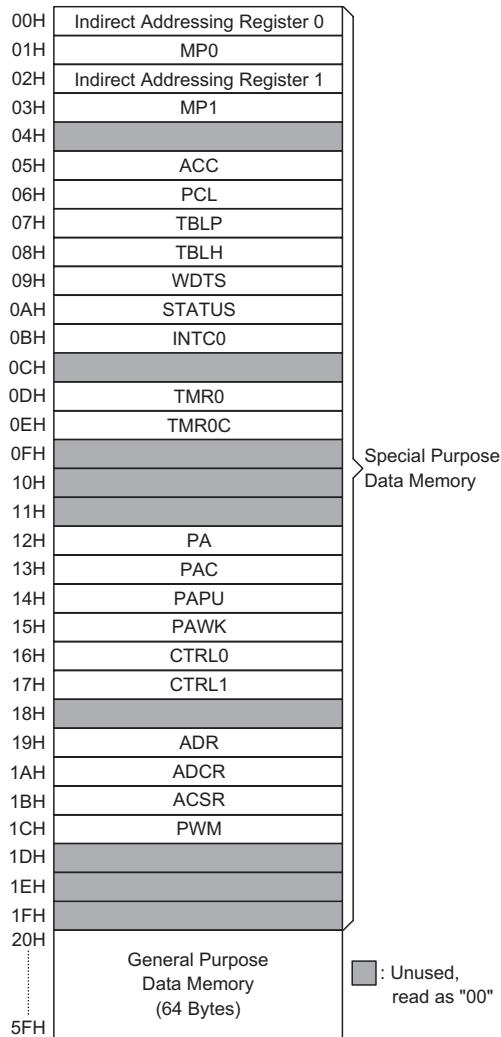 00H Indirect Addressing Register 0
01H MP0
02H Indirect Addressing Register 1
03H MP1
04H
05H ACC
06H PCL
07H TBLP
08H TBLH
09H WDTS
0AH STATUS
0BH INTC0
0CH
0DH TMR0
0EH TMR0C
0FH
10H
11H
12H PA
13H PAC
14H PAPU
15H PAWK
16H CTRL0
17H CTRL1
18H
19H ADR
1AH ADCR
1BH ACSR
1CH PWM
1DH
1EH
1FH
20H
5FH
General Purpose
Data Memory
(64 Bytes)
Special Purpose
Data Memory
: Unused,
read as "00"